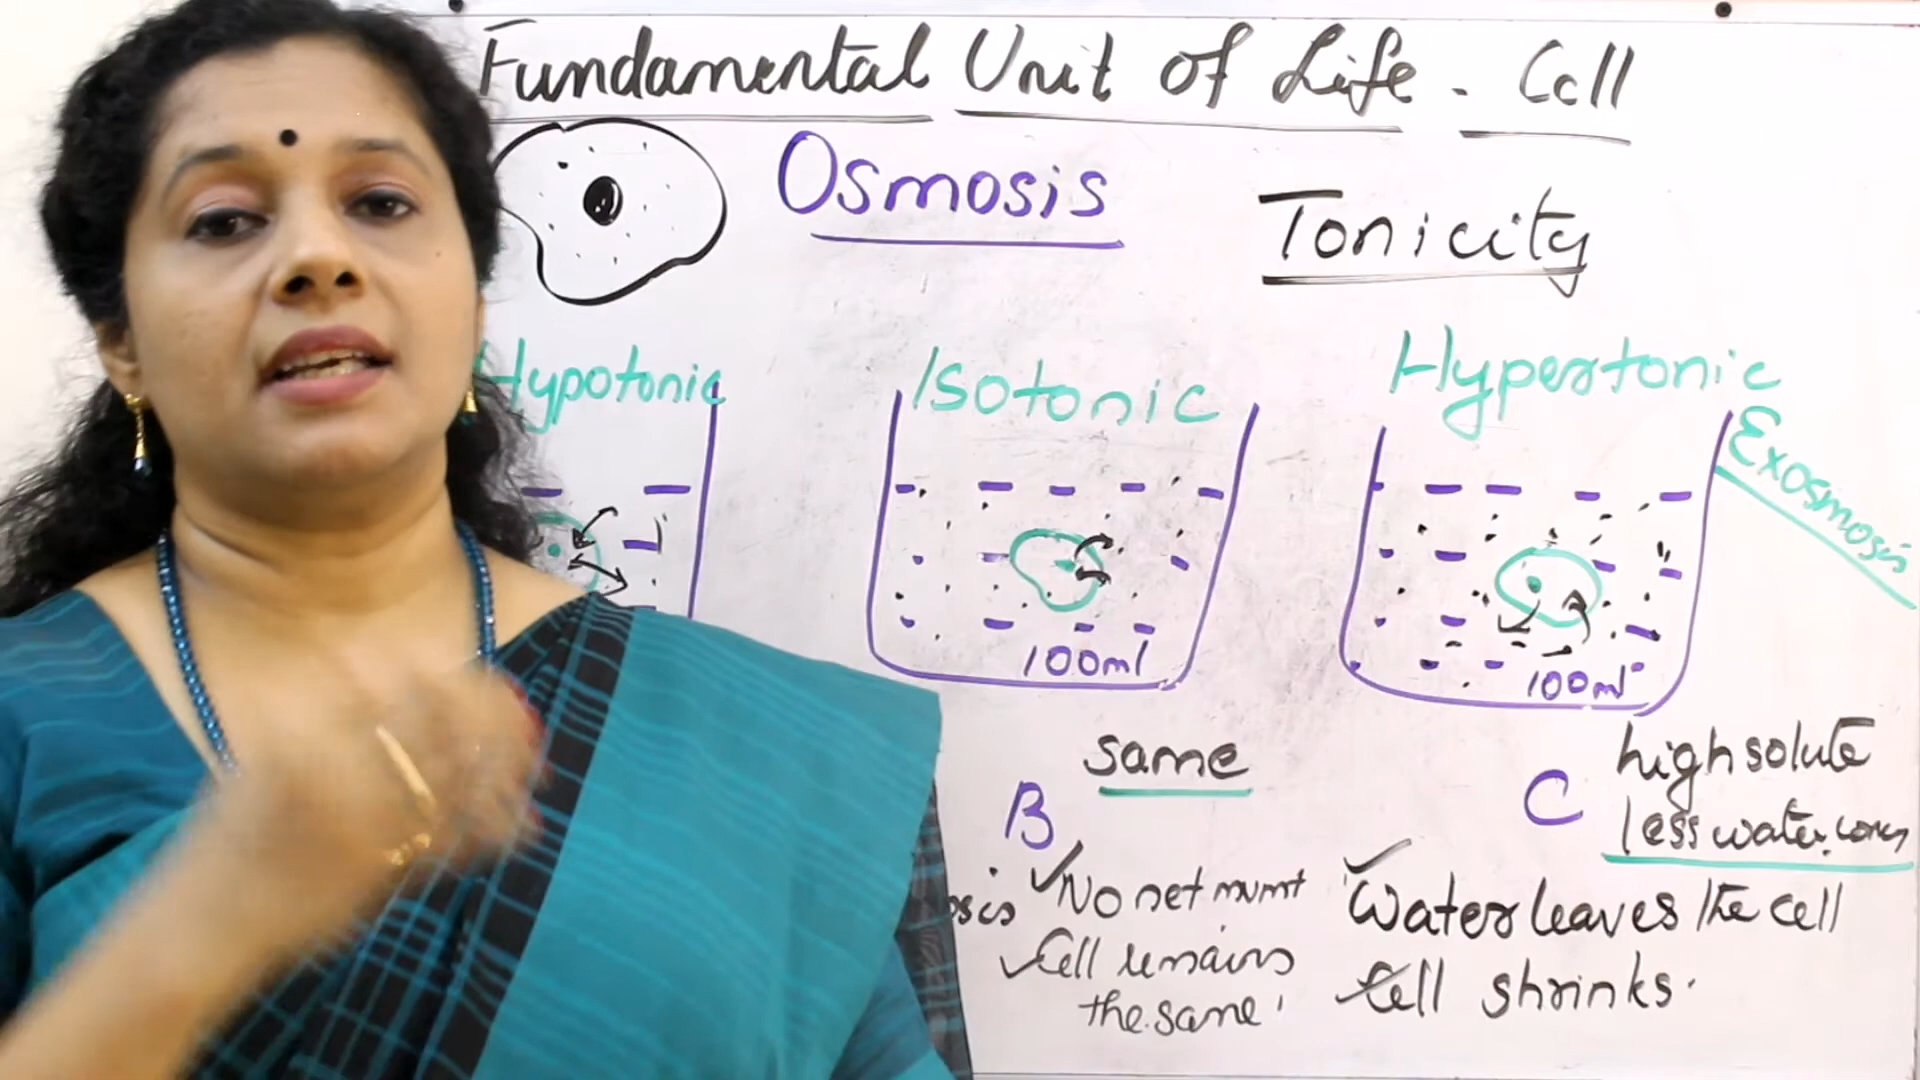 Fundamental Unit of Life - Cell
Osmosis
Tonicity
Hypotonic
Isotonic
Hypertonic
Exosmosis
100ml
100ml
same
B
C
high solute
less water conc
No net mvmt
Cell remains
the same
Water leaves the cell
Cell shrinks.